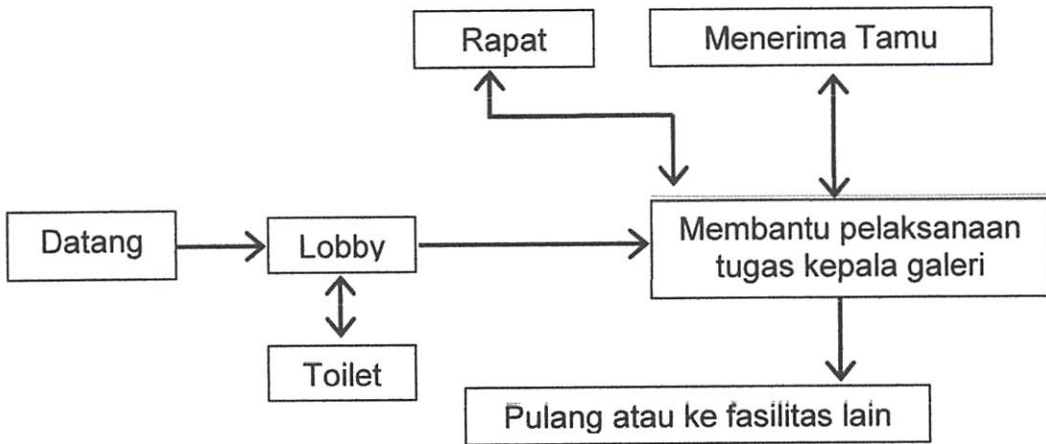 Rapat
Menerima Tamu
Datang
Lobby
Membantu pelaksanaan
tugas kepala galeri
Toilet
Pulang atau ke fasilitas lain